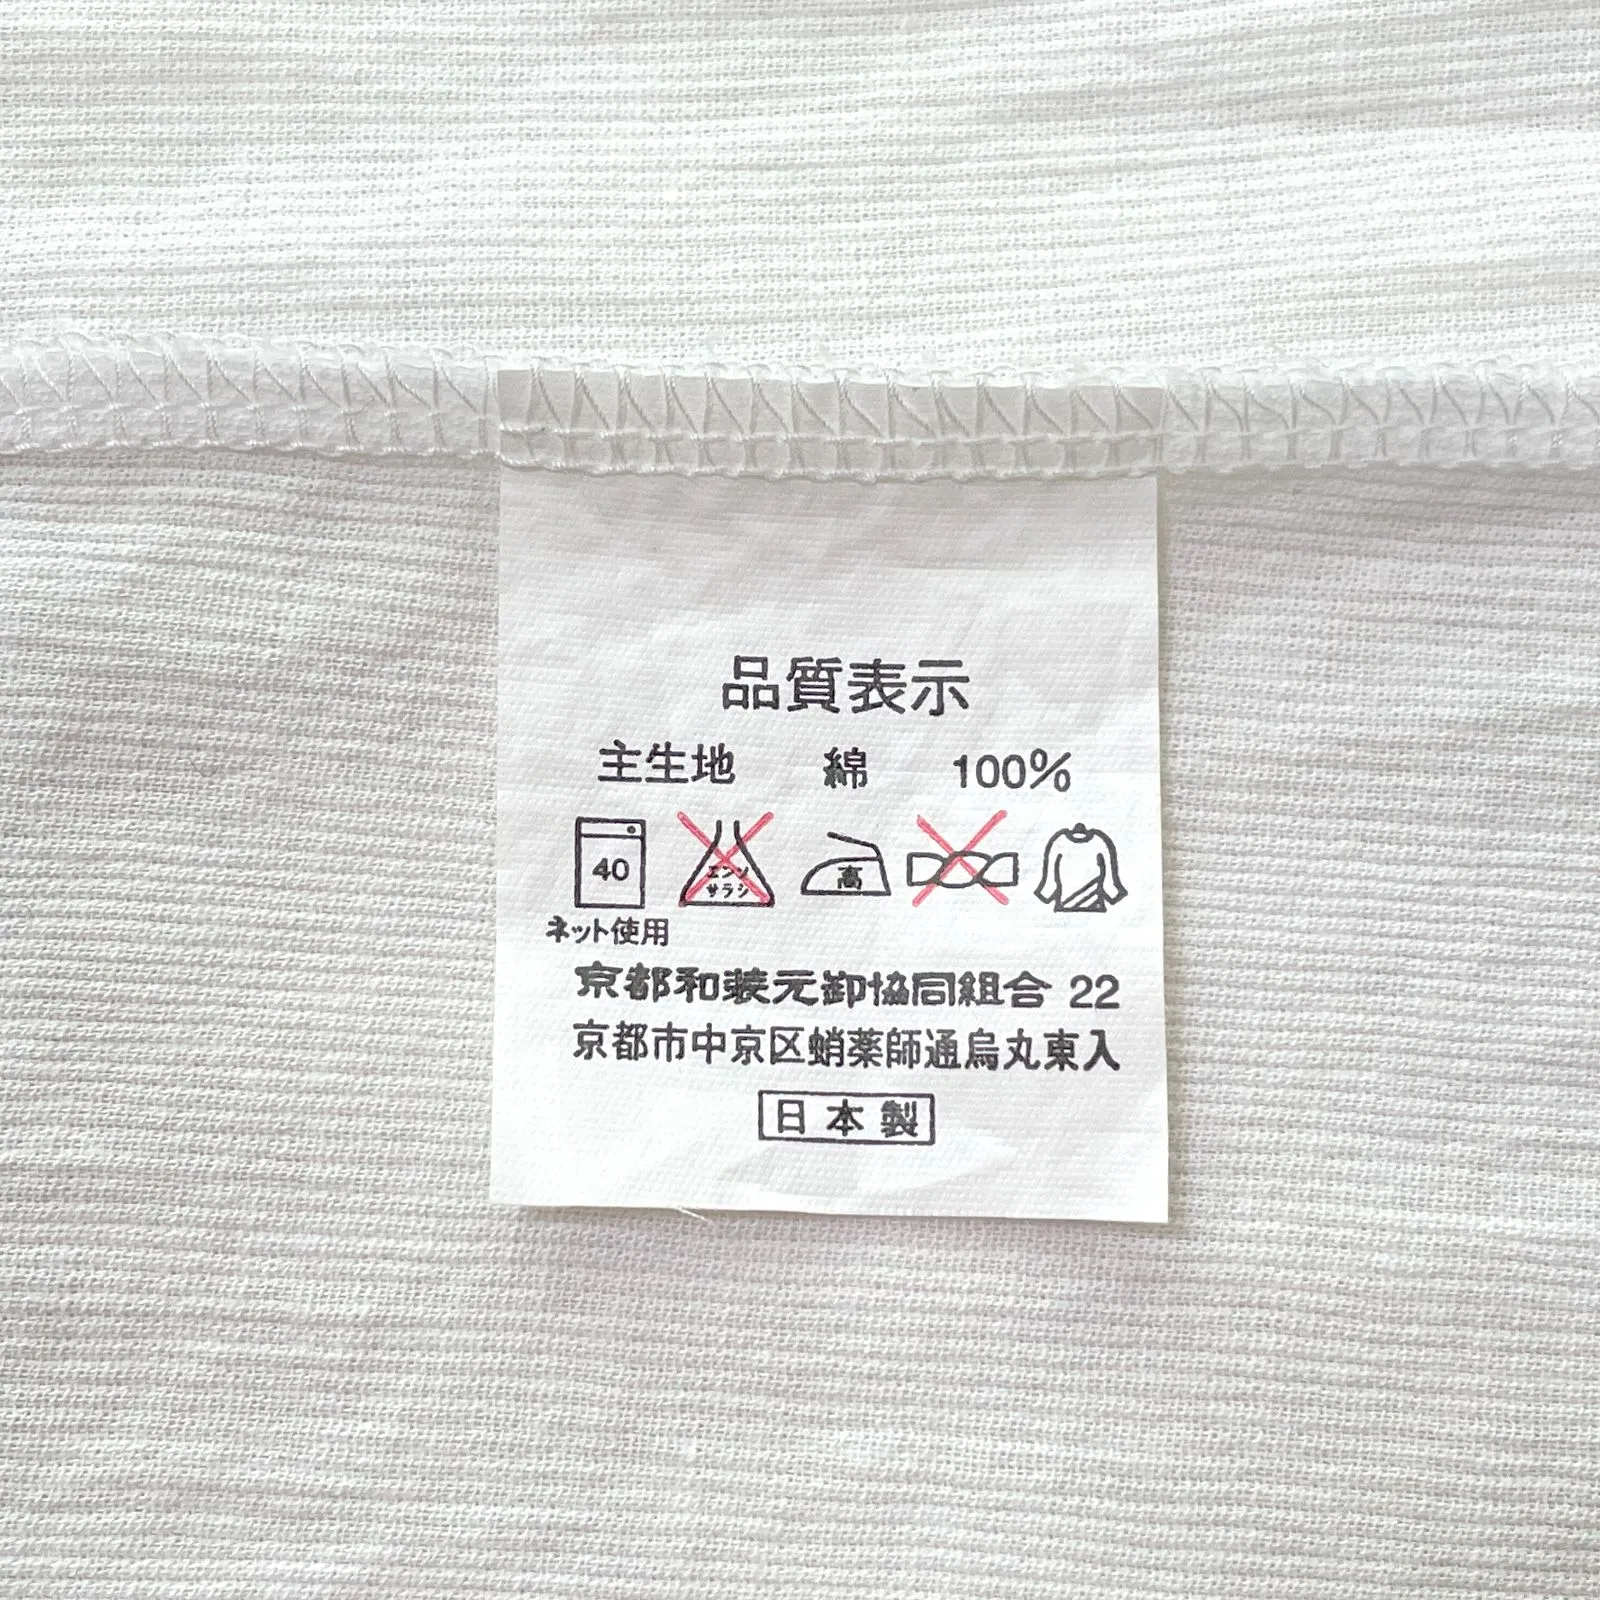 品質表示
主生地 綿 100%
40 エンソサラシ 高
ネット使用
京都和装元卸協同組合 22
京都市中京区蛸薬師通烏丸東入
日本製